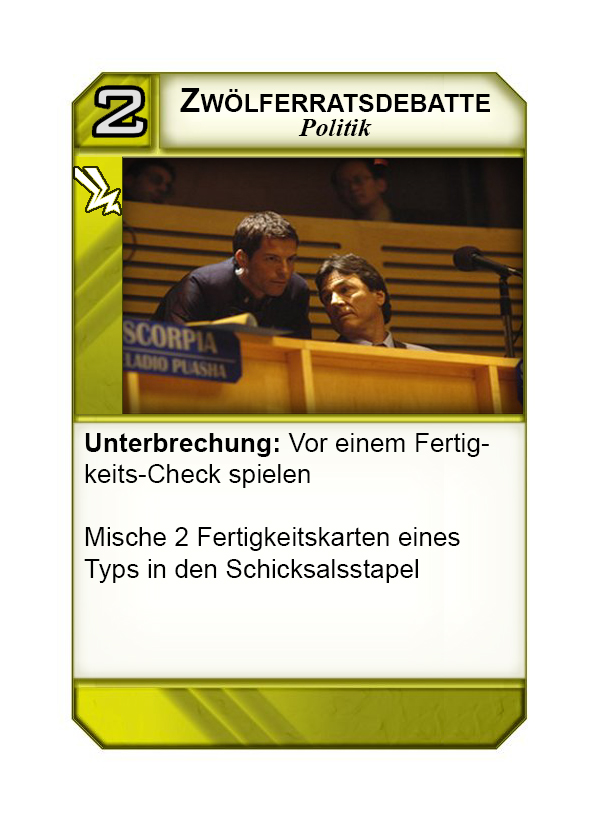 2
ZWÖLFERRATSDEBATTE
Politik
SCORPIA
LADIO PUASHA
Unterbrechung: Vor einem Fertig-
keits-Check spielen
Mische 2 Fertigkeitskarten eines
Typs in den Schicksalsstapel